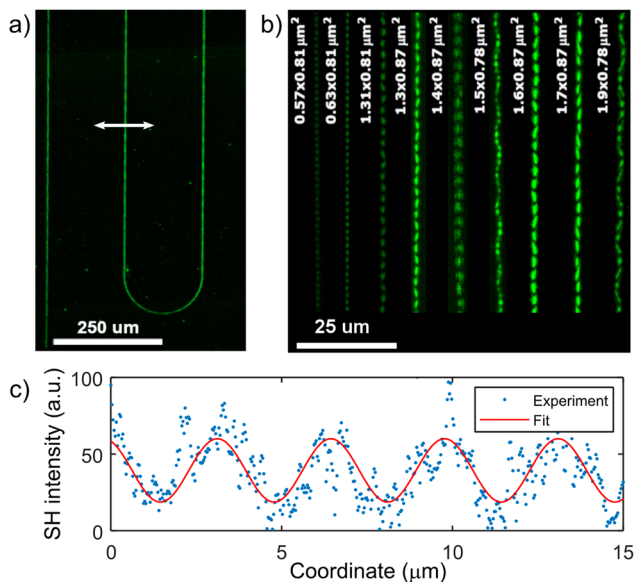 a)
250 um
b)
0.57x0.81 μm²
0.63x0.81 μm²
1.31x0.81 μm²
1.3x0.87 μm²
1.4x0.87 μm²
1.5x0.78 μm²
1.6x0.87 μm²
1.7x0.87 μm²
1.9x0.78 μm²
25 um
c)
SH intensity (a.u.)
100
50
0
Experiment
Fit
0 5 10 15
Coordinate (μm)